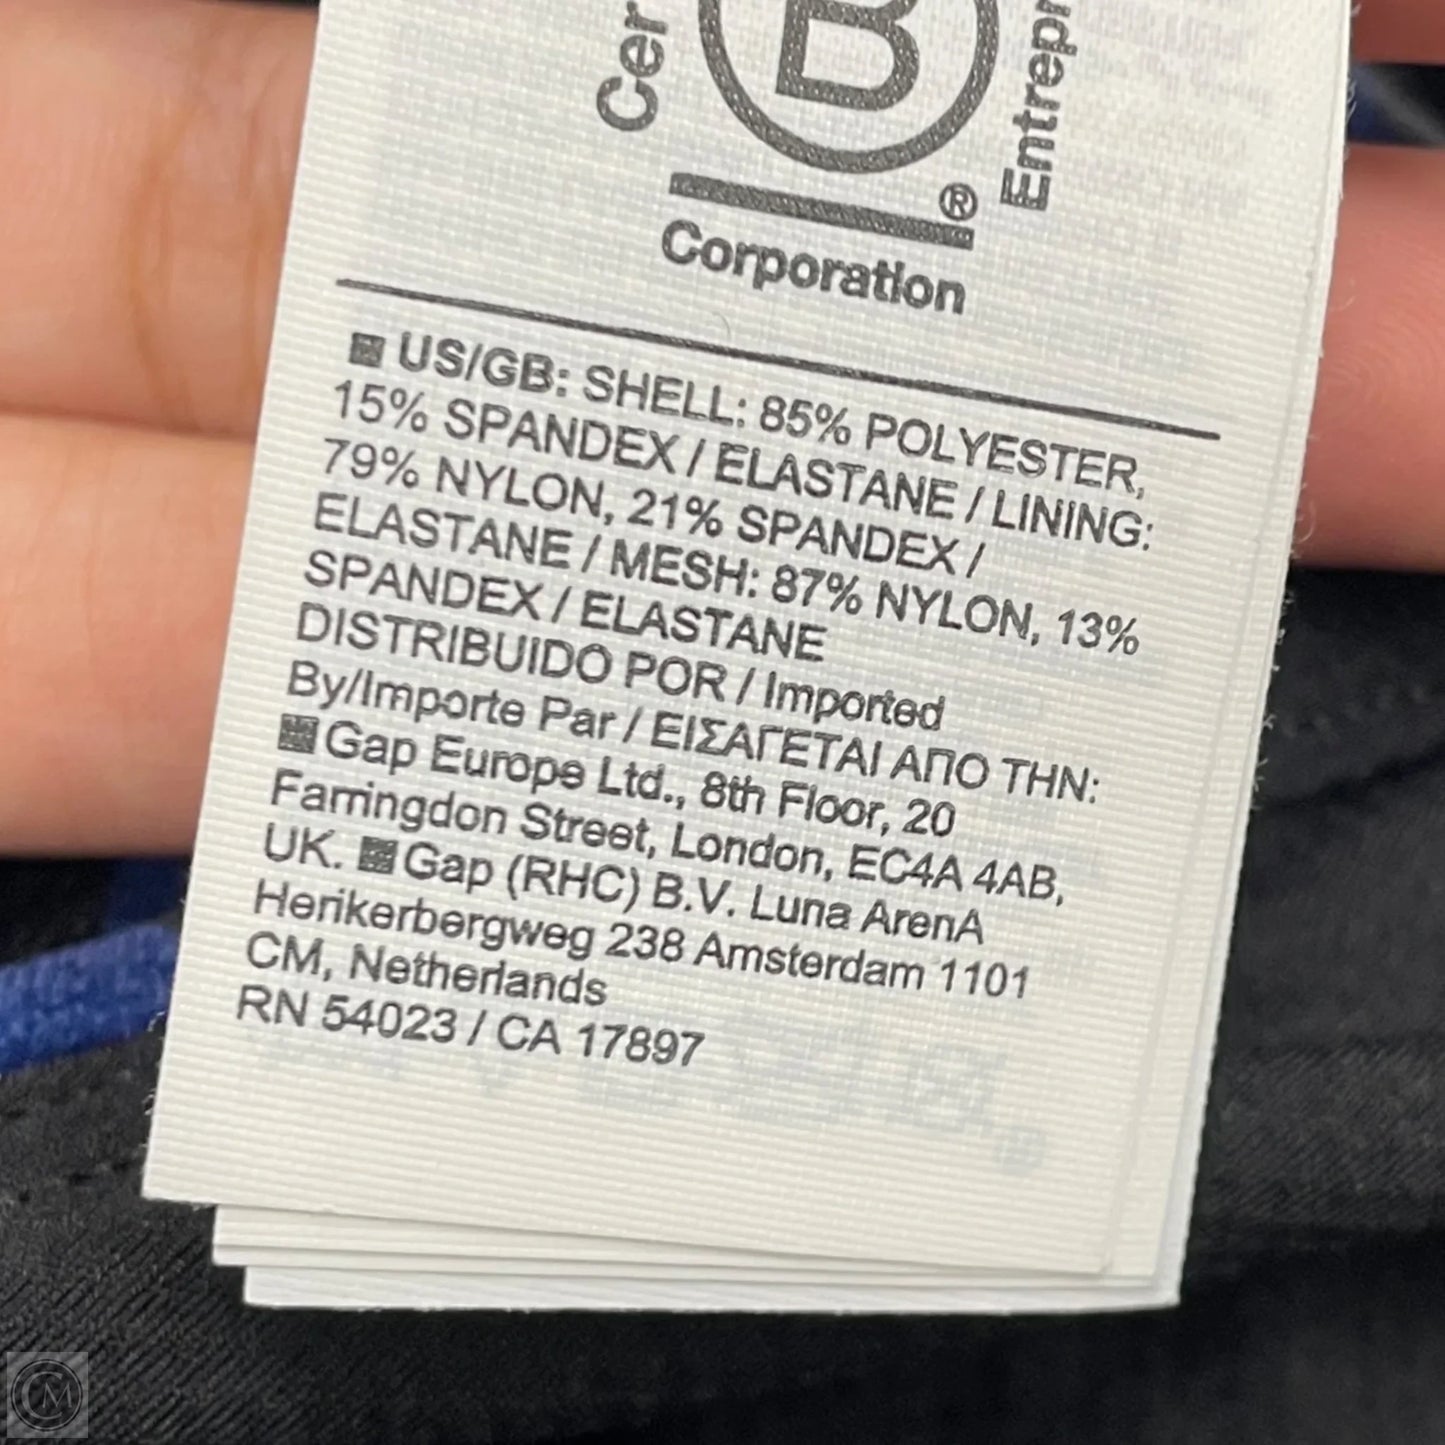 Cer
B
Entrepr
®
Corporation
US/GB: SHELL: 85% POLYESTER,
15% SPANDEX / ELASTANE / LINING:
79% NYLON, 21% SPANDEX /
ELASTANE / MESH: 87% NYLON, 13%
SPANDEX / ELASTANE
DISTRIBUIDO POR / Imported
By/Importe Par / ΕΙΣΑΓΕΤΑΙ ΑΠΟ ΤΗΝ:
Gap Europe Ltd., 8th Floor, 20
Farringdon Street, London, EC4A 4AB,
UK. Gap (RHC) B.V. Luna ArenA
Herikerbergweg 238 Amsterdam 1101
CM, Netherlands
RN 54023 / CA 17897
CM